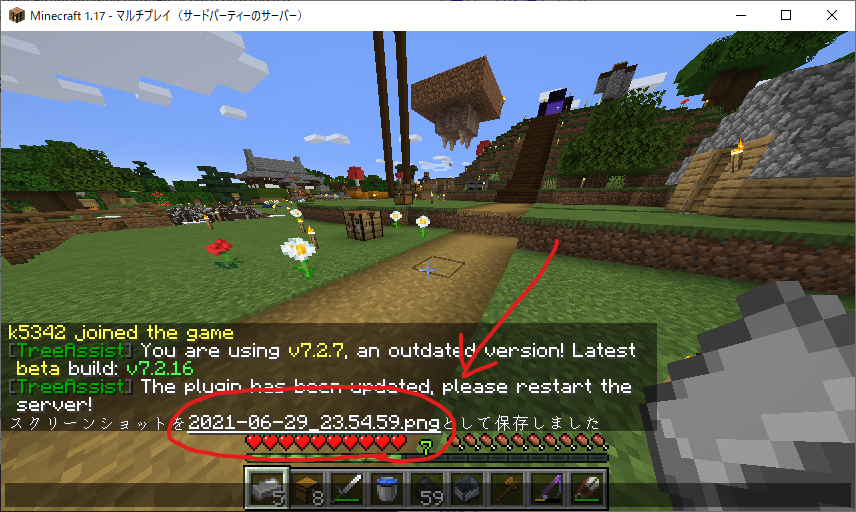 Minecraft 1.17 - マルチプレイ（サードパーティーのサーバー）
k5342 joined the game
[TreeAssist] You are using v7.2.7, an outdated version! Latest
beta build: v7.2.16
[TreeAssist] The plugin has been updated, please restart the
server!
スクリーンショットを2021-06-29_23.54.59.pngとして保存しました
7
5 8 59